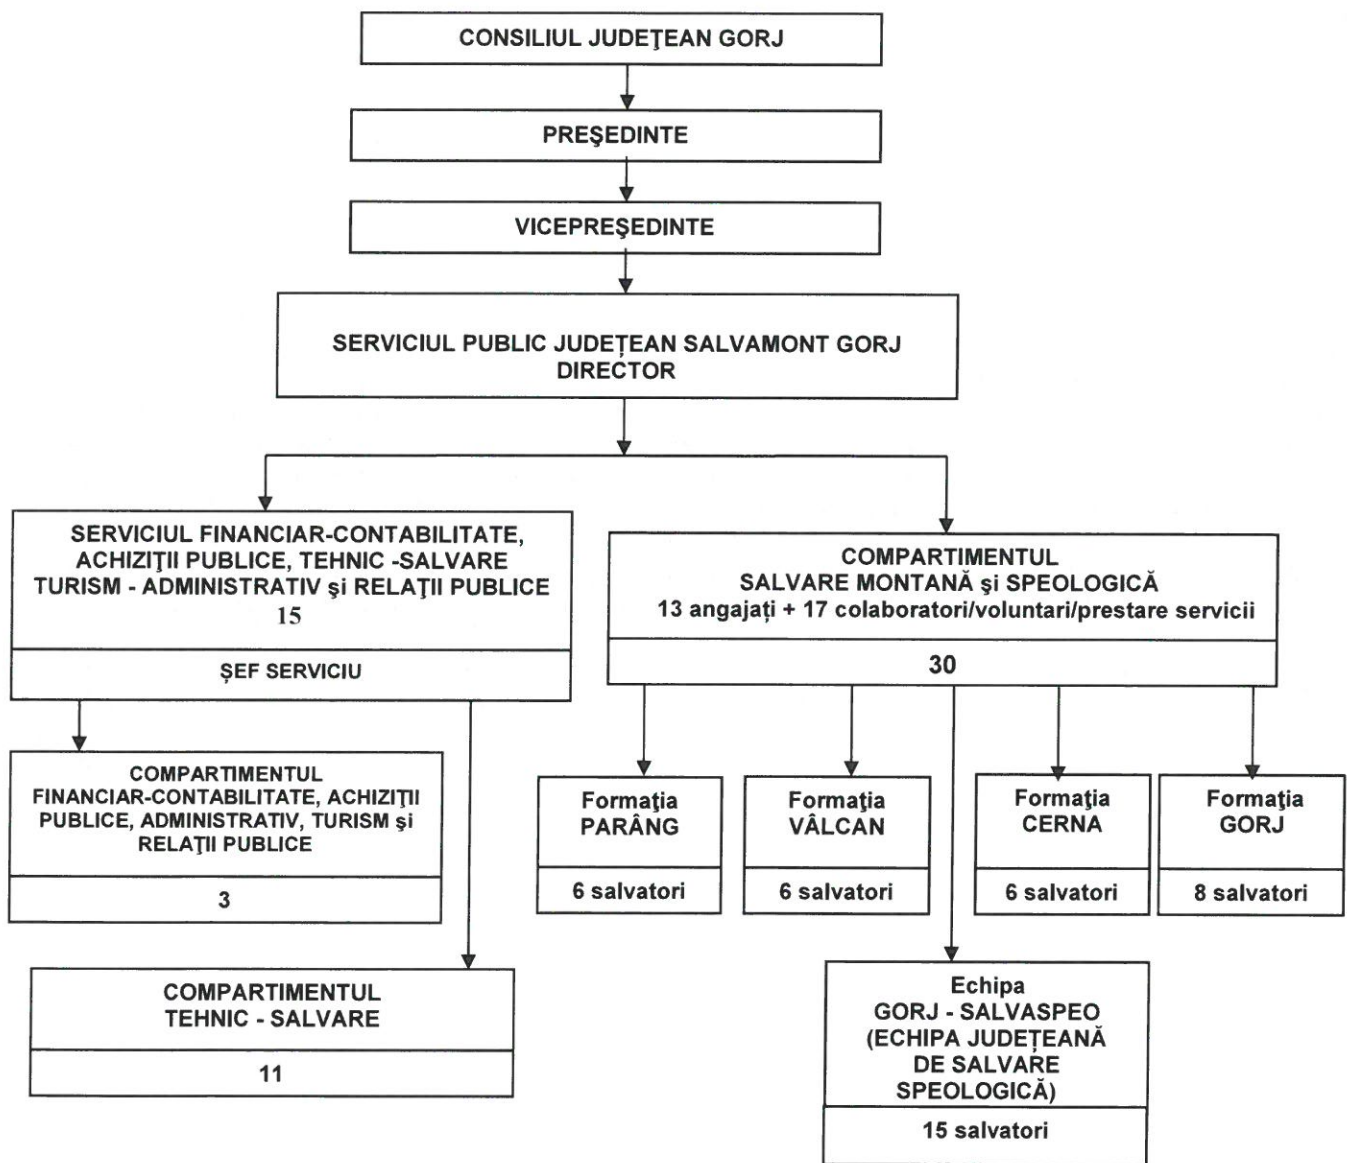 CONSILIUL JUDEŢEAN GORJ
PREŞEDINTE
VICEPREŞEDINTE
SERVICIUL PUBLIC JUDEȚEAN SALVAMONT GORJ
DIRECTOR
SERVICIUL FINANCIAR-CONTABILITATE,
ACHIZIŢII PUBLICE, TEHNIC -SALVARE
TURISM - ADMINISTRATIV şi RELAŢII PUBLICE
15
ȘEF SERVICIU
COMPARTIMENTUL
SALVARE MONTANĂ şi SPEOLOGICĂ
13 angajați + 17 colaboratori/voluntari/prestare servicii
30
COMPARTIMENTUL
FINANCIAR-CONTABILITATE, ACHIZIŢII
PUBLICE, ADMINISTRATIV, TURISM şi
RELAŢII PUBLICE
3
Formaţia
PARÂNG
6 salvatori
Formaţia
VÂLCAN
6 salvatori
Formaţia
CERNA
6 salvatori
Formaţia
GORJ
8 salvatori
COMPARTIMENTUL
TEHNIC - SALVARE
11
Echipa
GORJ - SALVASPEO
(ECHIPA JUDEȚEANĂ
DE SALVARE
SPEOLOGICĂ)
15 salvatori